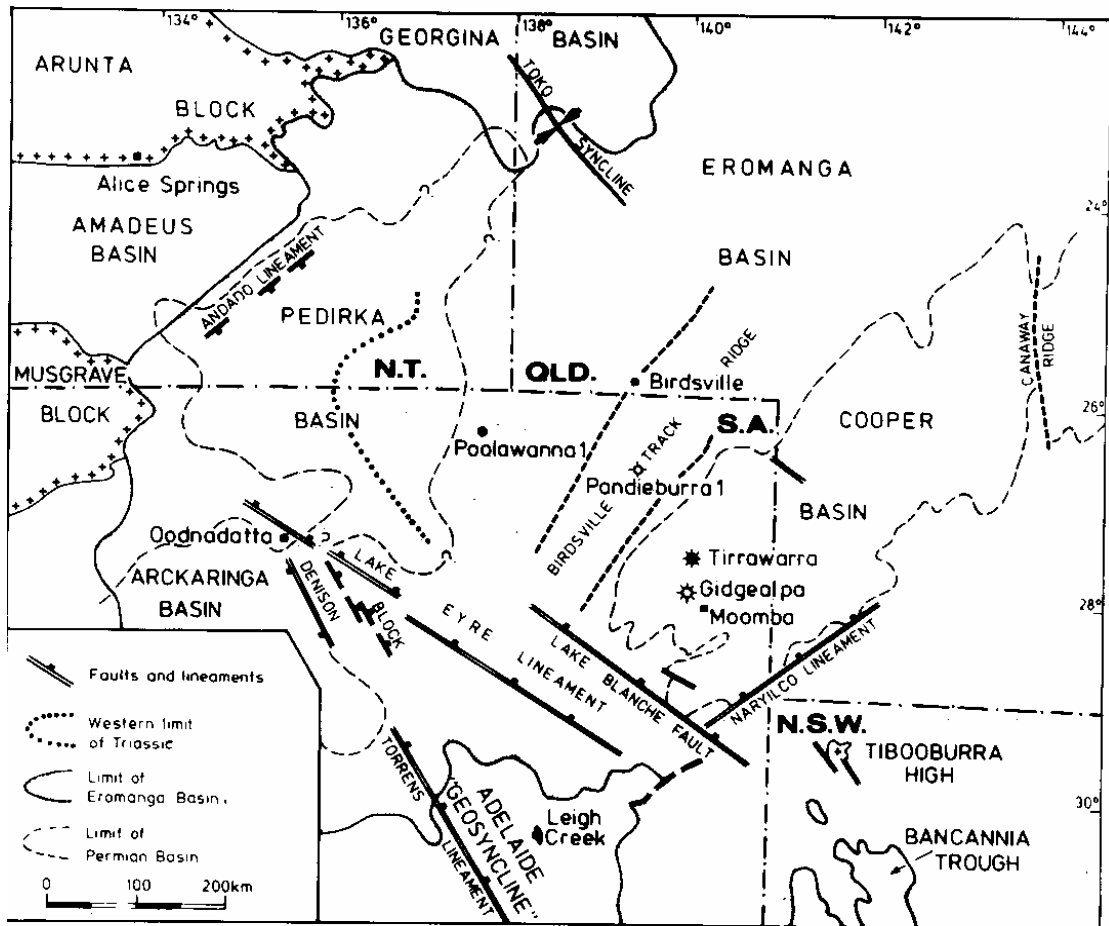 134°
136°
138°
140°
142°
144°
GEORGINA
BASIN
ARUNTA
BLOCK
TOKO
SYNCLINE
Alice Springs
EROMANGA
BASIN
24°
AMADEUS
BASIN
ANDADO LINEAMENT
PEDIRKA
BASIN
CANAWAY
RIDGE
MUSGRAVE
BLOCK
N.T.
QLD.
RIDGE
Birdsville
26°
S.A.
COOPER
BASIN
Poolawanna 1
TRACK
Pandieburra 1
BIRDSVILLE
Oodnadatta
Tirrawarra
Gidgealpa
Moomba
28°
ARCKARINGA
BASIN
DENISON
BLOCK
LAKE
EYRE
LINEAMENT
LAKE
BLANCHE
FAULT
NARYILCO LINEAMENT
N.S.W.
TIBOOBURRA
HIGH
30°
TORRENS
LINEAMENT
ADELAIDE
"GEOSYNCLINE"
Leigh
Creek
BANCANNIA
TROUGH
Faults and lineaments
Western limit
of Triassic
Limit of
Eromanga Basin.
Limit of
Permian Basin
0 100 200km